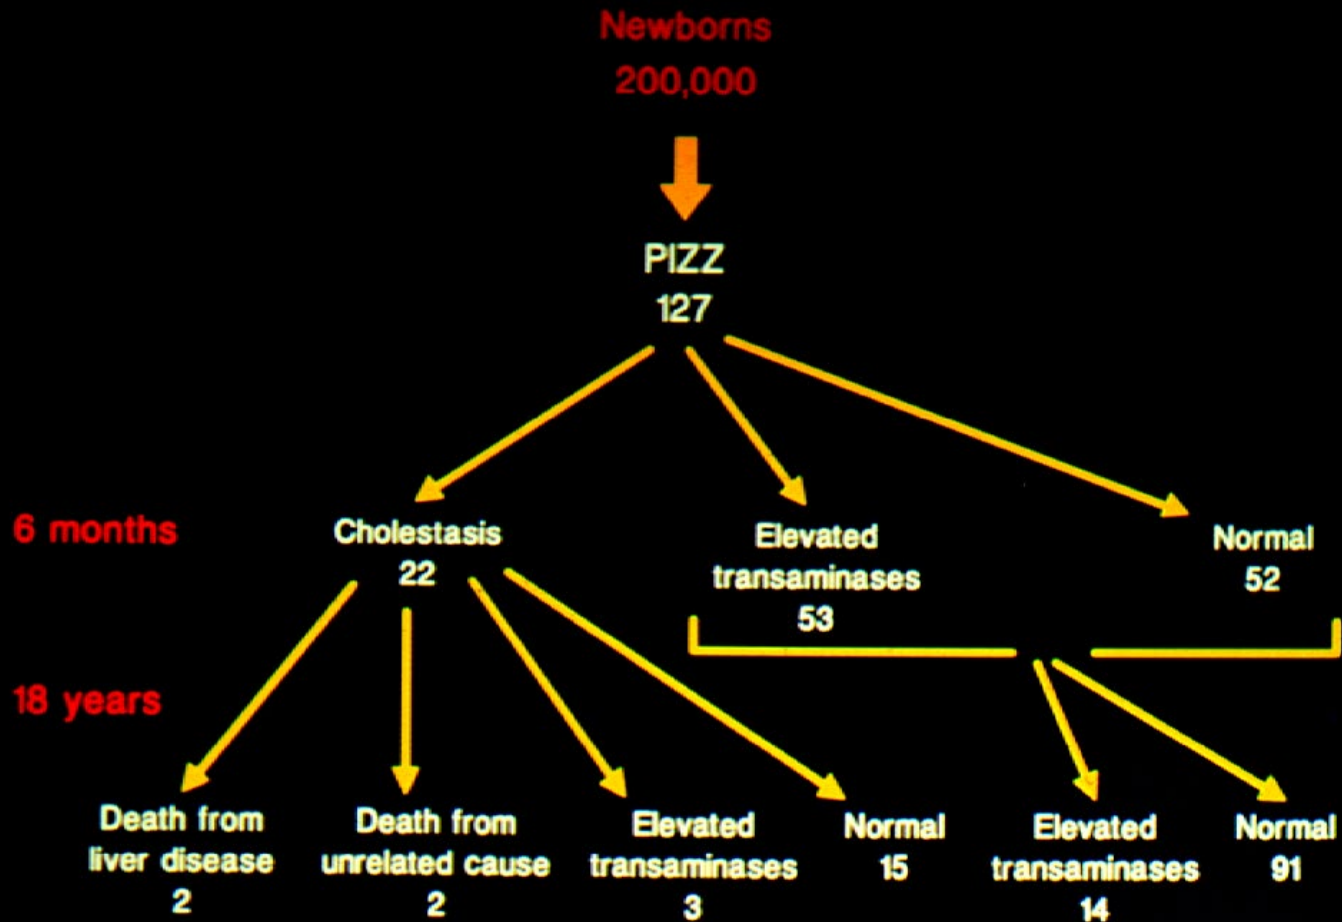 Newborns
200,000
PIZZ
127
6 months
Cholestasis
22
Elevated
transaminases
53
Normal
52
18 years
Death from
liver disease
2
Death from
unrelated cause
2
Elevated
transaminases
3
Normal
15
Elevated
transaminases
14
Normal
91